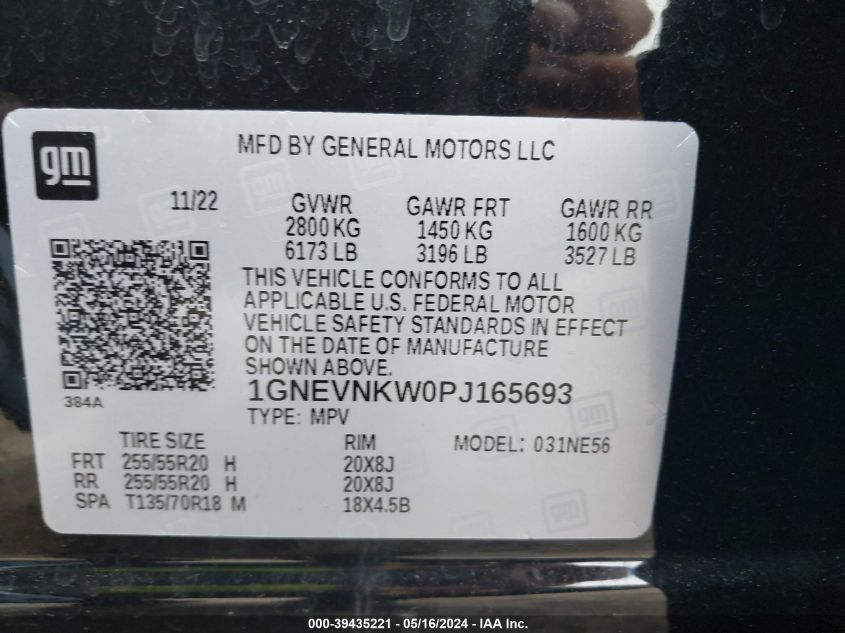 gm
MFD BY GENERAL MOTORS LLC
11/22 GVWR GAWR FRT GAWR RR
2800 KG 1450 KG 1600 KG
6173 LB 3196 LB 3527 LB
THIS VEHICLE CONFORMS TO ALL
APPLICABLE U.S. FEDERAL MOTOR
VEHICLE SAFETY STANDARDS IN EFFECT
ON THE DATE OF MANUFACTURE
SHOWN ABOVE.
384A
1GNEVNKW0PJ165693
TYPE: MPV
TIRE SIZE RIM MODEL: 031NE56
FRT 255/55R20 H 20X8J
RR 255/55R20 H 20X8J
SPA T135/70R18 M 18X4.5B
000-39435221 - 05/16/2024 - IAA Inc.